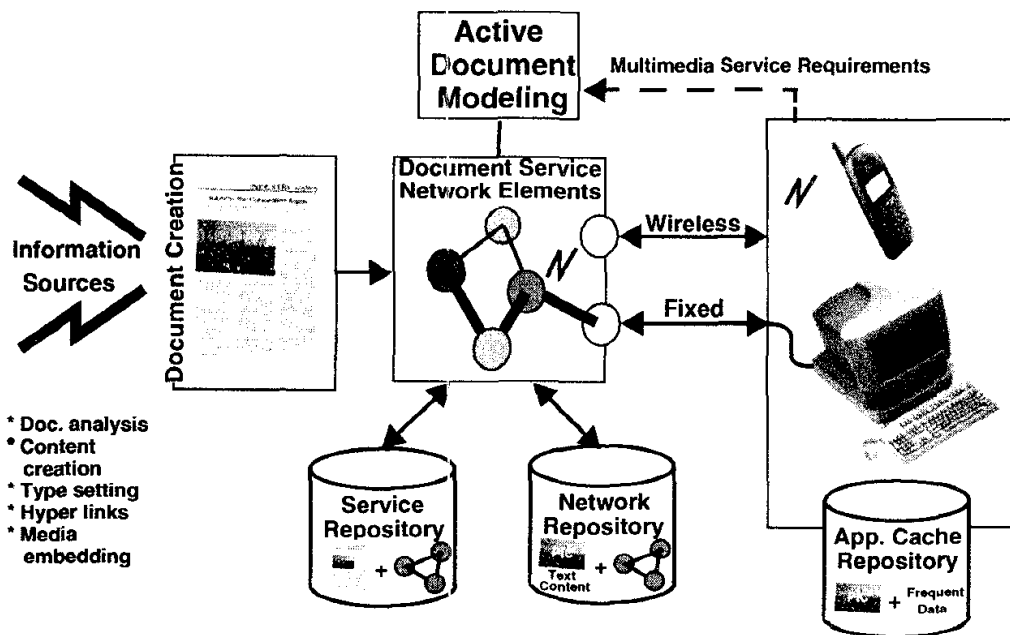 Active
Document
Modeling
Multimedia Service Requirements
Information
Sources
Document Creation
Document Service
Network Elements
Wireless
Fixed
* Doc. analysis
* Content
creation
* Type setting
* Hyper links
* Media
embedding
Service
Repository
+
Network
Repository
Text
Content
+
App. Cache
Repository
+ Frequent
Data